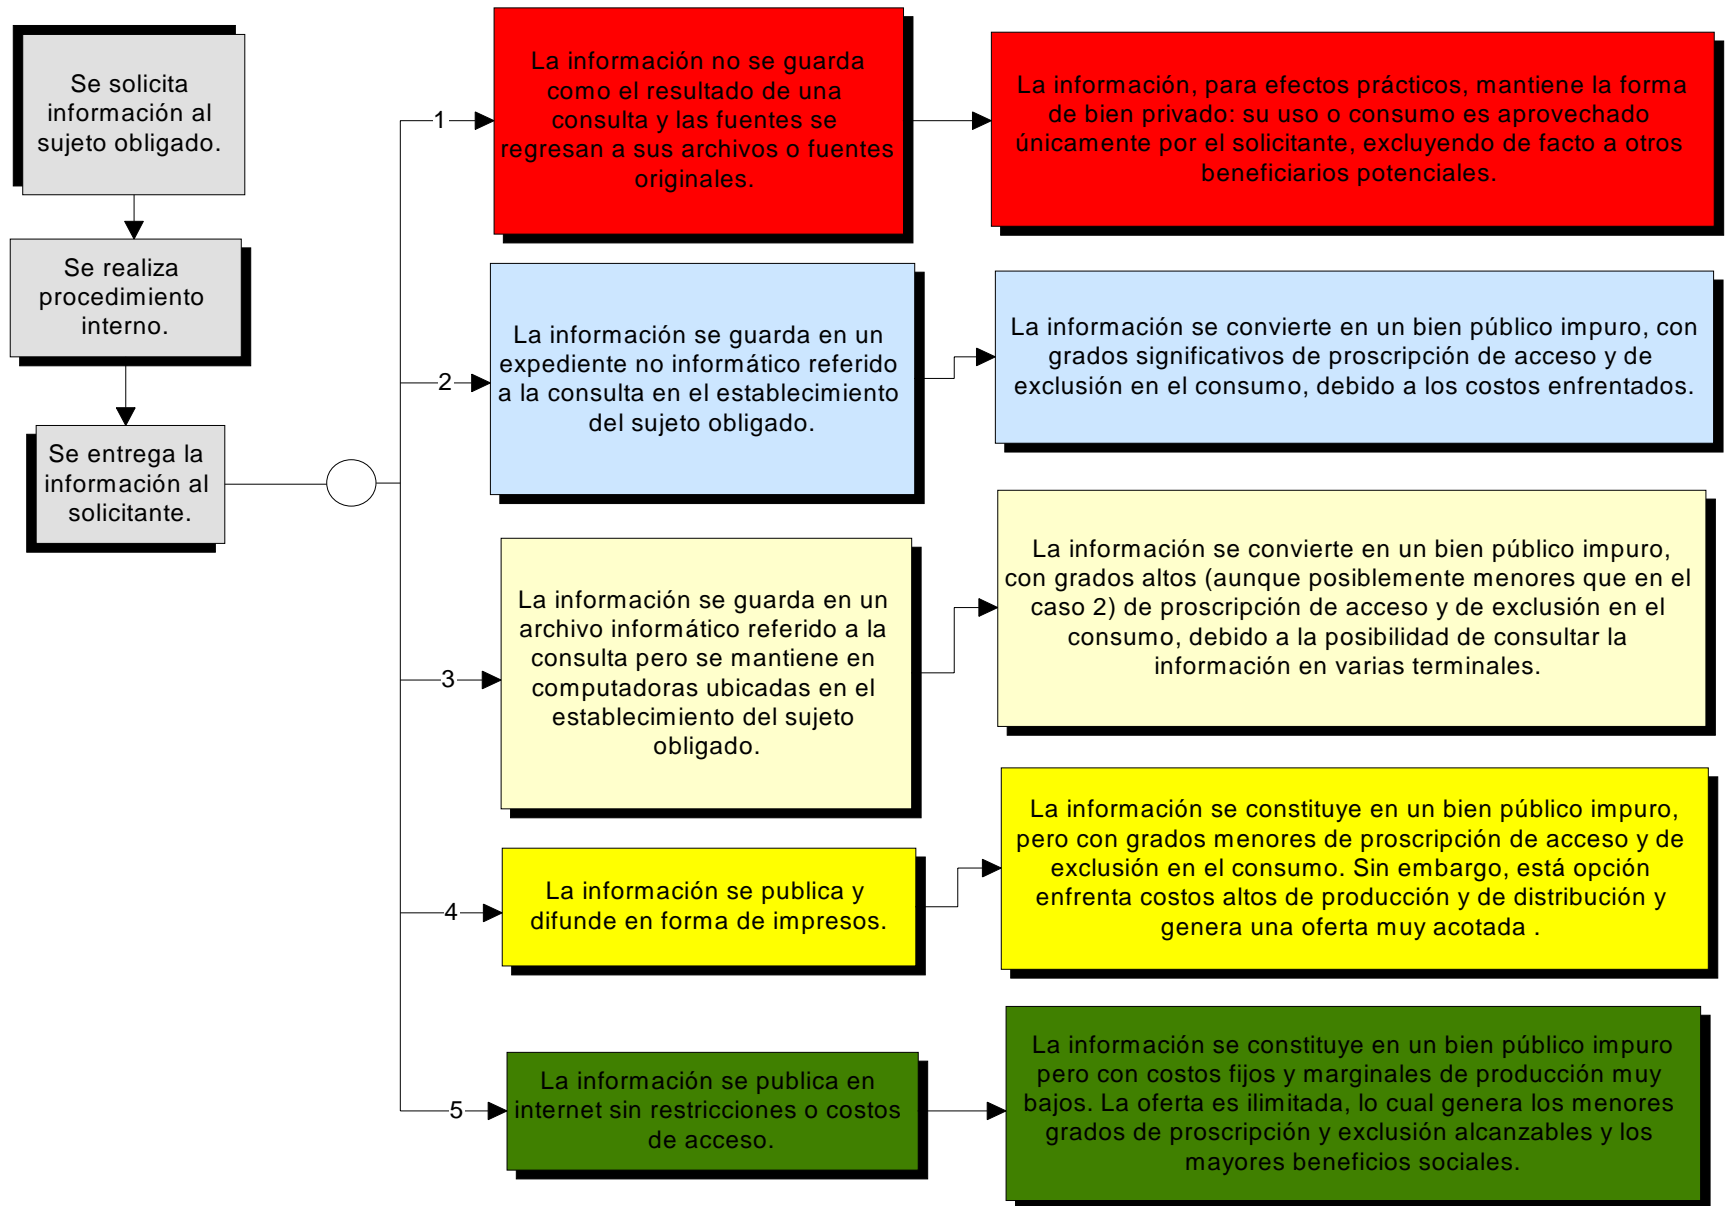 Se solicita
información al
sujeto obligado.
Se realiza
procedimiento
interno.
Se entrega la
información al
solicitante.
1
La información no se guarda
como el resultado de una
consulta y las fuentes se
regresan a sus archivos o fuentes
originales.
La información, para efectos prácticos, mantiene la forma
de bien privado: su uso o consumo es aprovechado
únicamente por el solicitante, excluyendo de facto a otros
beneficiarios potenciales.
2
La información se guarda en un
expediente no informático referido
a la consulta en el establecimiento
del sujeto obligado.
La información se convierte en un bien público impuro, con
grados significativos de proscripción de acceso y de
exclusión en el consumo, debido a los costos enfrentados.
3
La información se guarda en un
archivo informático referido a la
consulta pero se mantiene en
computadoras ubicadas en el
establecimiento del sujeto
obligado.
La información se convierte en un bien público impuro,
con grados altos (aunque posiblemente menores que en el
caso 2) de proscripción de acceso y de exclusión en el
consumo, debido a la posibilidad de consultar la
información en varias terminales.
4
La información se publica y
difunde en forma de impresos.
La información se constituye en un bien público impuro,
pero con grados menores de proscripción de acceso y de
exclusión en el consumo. Sin embargo, está opción
enfrenta costos altos de producción y de distribución y
genera una oferta muy acotada .
5
La información se publica en
internet sin restricciones o costos
de acceso.
La información se constituye en un bien público impuro
pero con costos fijos y marginales de producción muy
bajos. La oferta es ilimitada, lo cual genera los menores
grados de proscripción y exclusión alcanzables y los
mayores beneficios sociales.